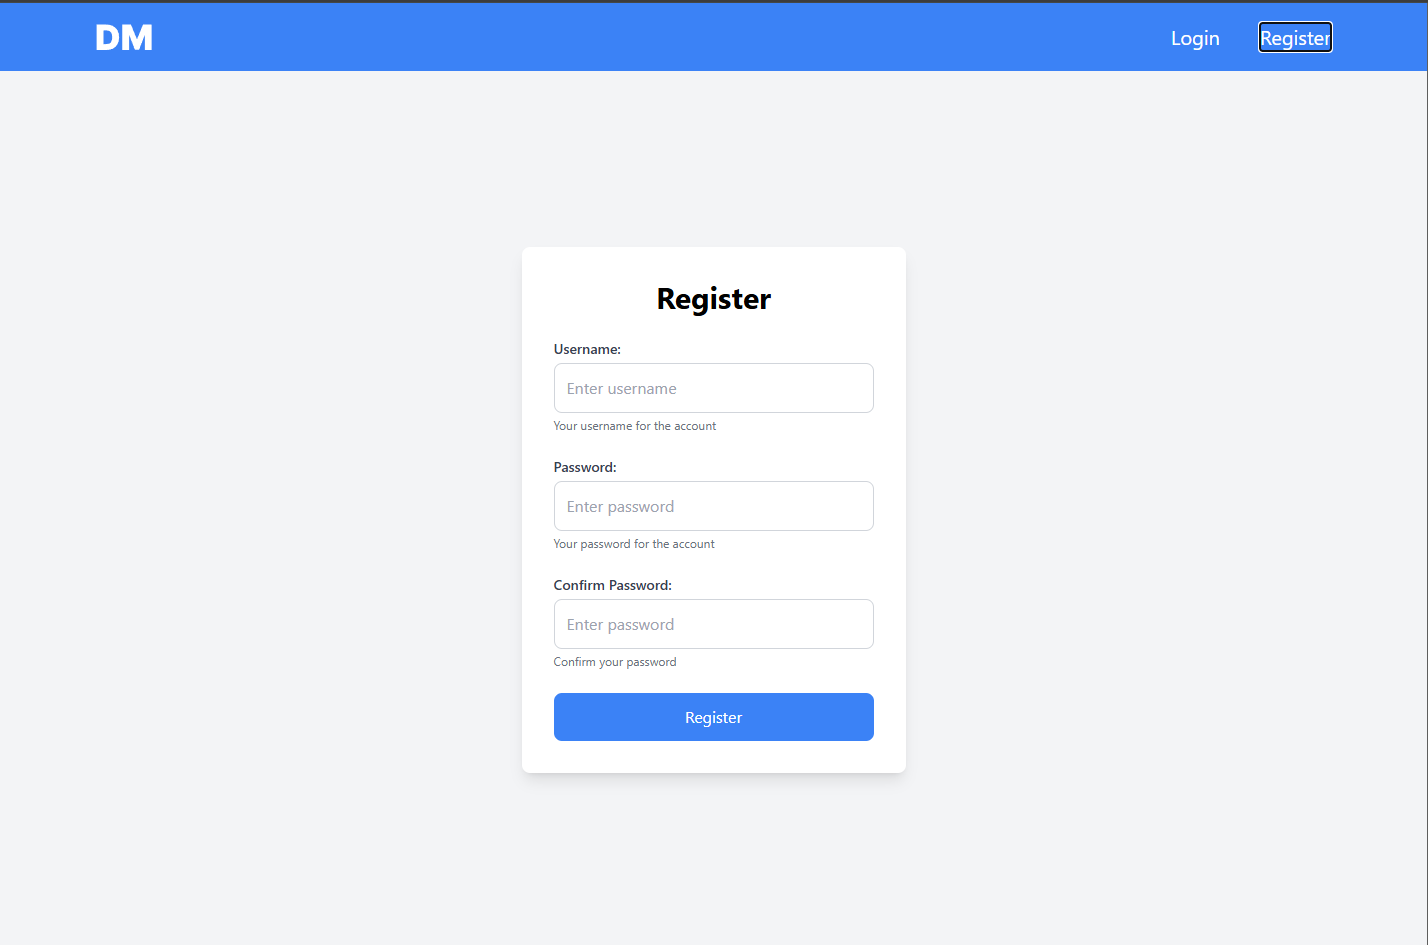 DM
Login
Register
Register
Username:
Enter username
Your username for the account
Password:
Enter password
Your password for the account
Confirm Password:
Enter password
Confirm your password
Register